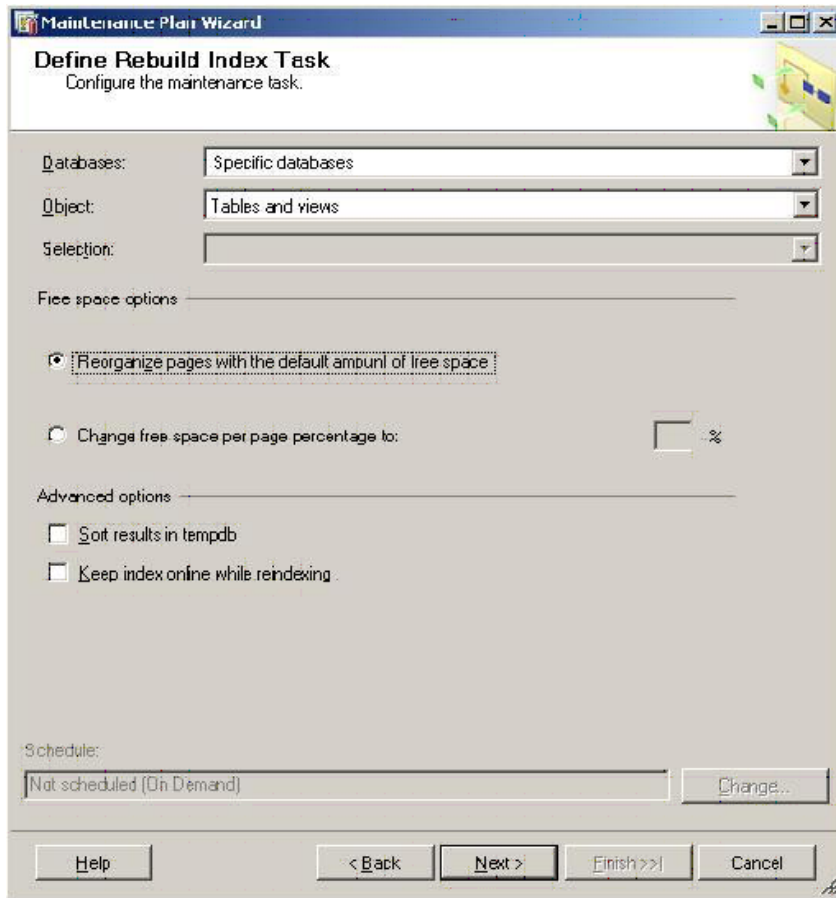 Maintenance Plan Wizard
Define Rebuild Index Task
Configure the maintenance task.
Databases: Specific databases
Object: Tables and views
Selection:
Free space options
Reorganize pages with the default amount of free space
Change free space per page percentage to: %
Advanced options
Sort results in tempdb
Keep index online while reindexing
Schedule:
Not scheduled (On Demand) Change...
Help < Back Next > Finish >>| Cancel